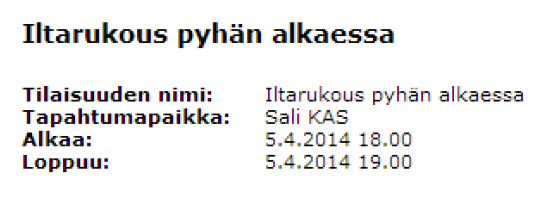 Iltarukous pyhän alkaessa
Tilaisuuden nimi: Iltarukous pyhän alkaessa
Tapahtumapaikka: Sali KAS
Alkaa: 5.4.2014 18.00
Loppuu: 5.4.2014 19.00